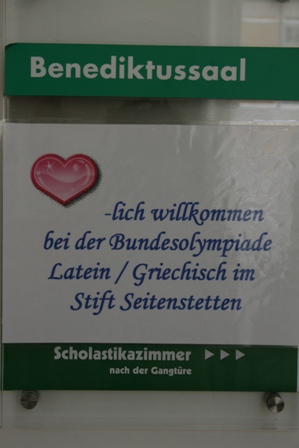 Benediktussaal
-lich willkommen
bei der Bundesolympiade
Latein / Griechisch im
Stift Seitenstetten
Scholastikazimmer ▶ ▶ ▶
nach der Gangtüre